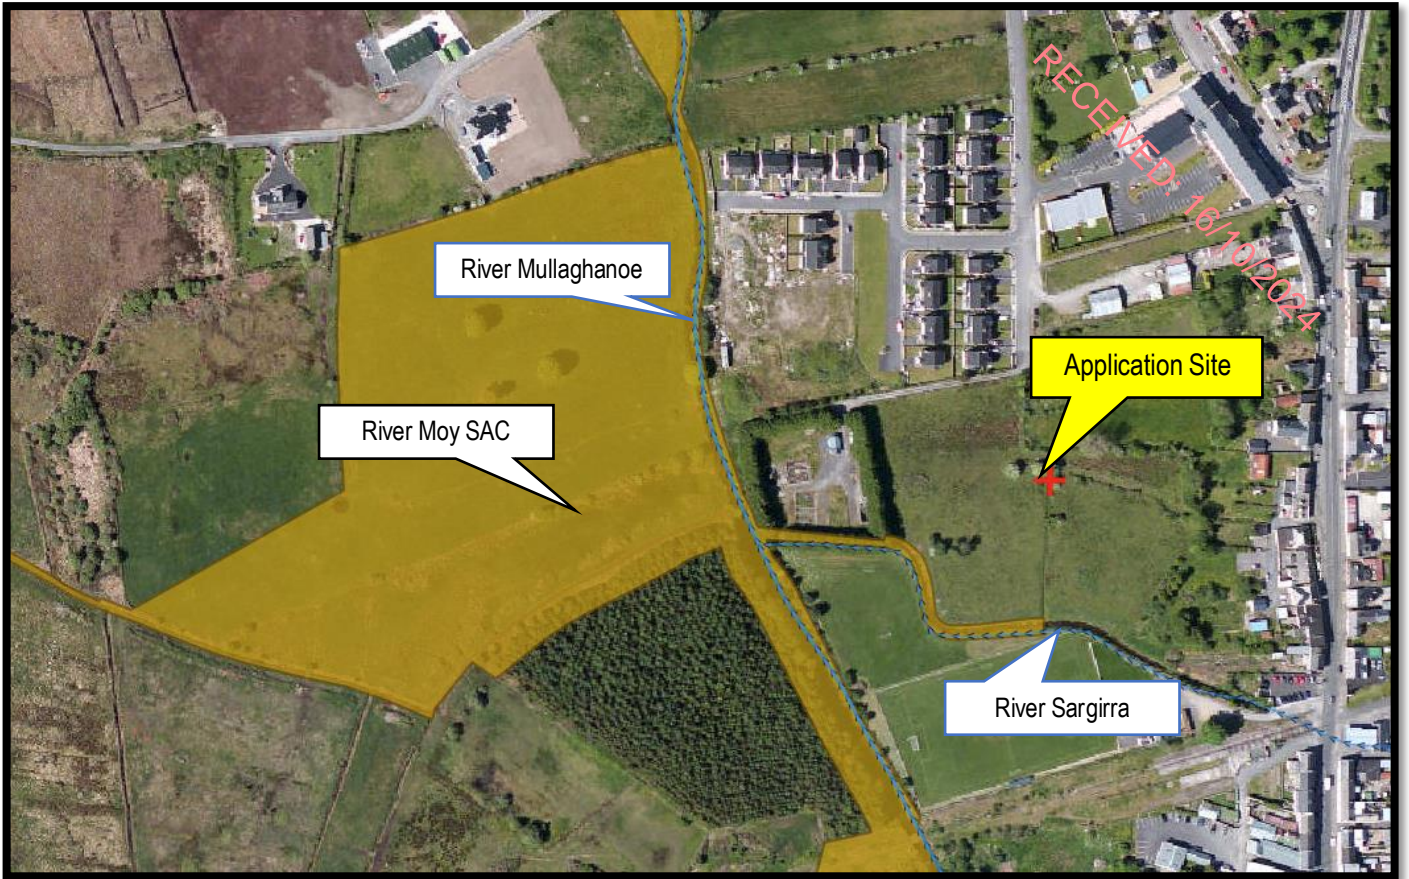 RECEIVED: 16/10/2024
River Mullaghanoe
Application Site
River Moy SAC
River Sargirra